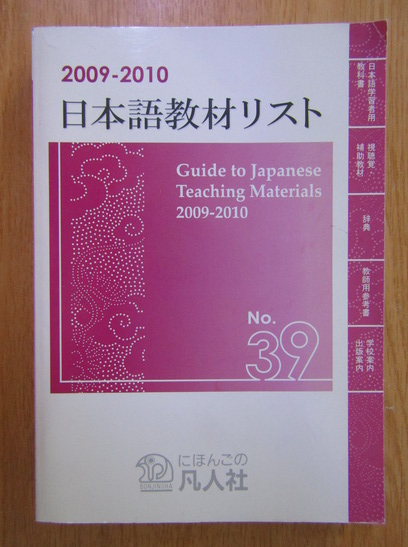 2009-2010
日本語教材リスト
Guide to Japanese
Teaching Materials
2009-2010
No.
39
にほんごの
凡人社
BONJINSHA
日本語学習者用
教科書
視聴覚・
補助教材
辞典
教師用参考書
学校案内
出版案内